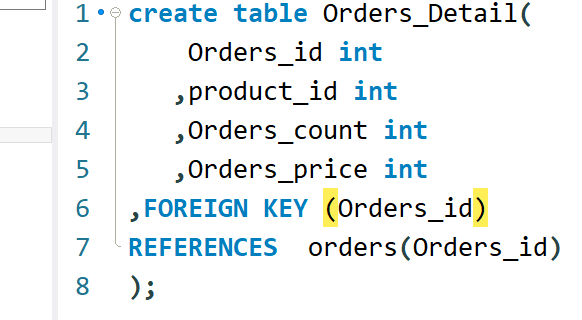 1 create table Orders_Detail(
2 Orders_id int
3 ,product_id int
4 ,Orders_count int
5 ,Orders_price int
6 ,FOREIGN KEY (Orders_id)
7 REFERENCES  orders(Orders_id)
8 );